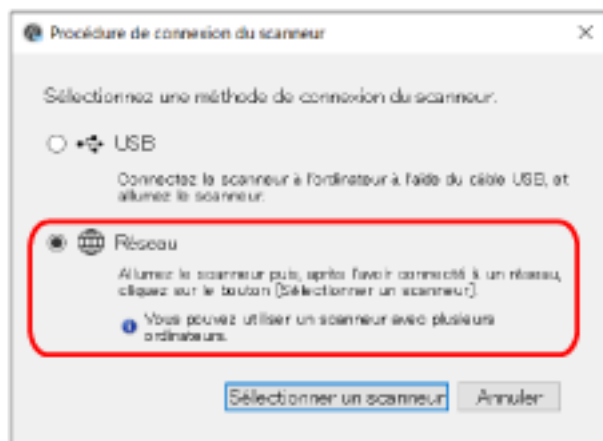 Procédure de connexion du scanneur
Sélectionnez une méthode de connexion du scanneur.
USB
Connectez le scanneur à l'ordinateur à l'aide du câble USB, et
allumez le scanneur.
Réseau
Allumez le scanneur puis, après l'avoir connecté à un réseau,
cliquez sur le bouton [Sélectionner un scanneur].
Vous pouvez utiliser un scanneur avec plusieurs
ordinateurs.
Sélectionner un scanneur Annuler